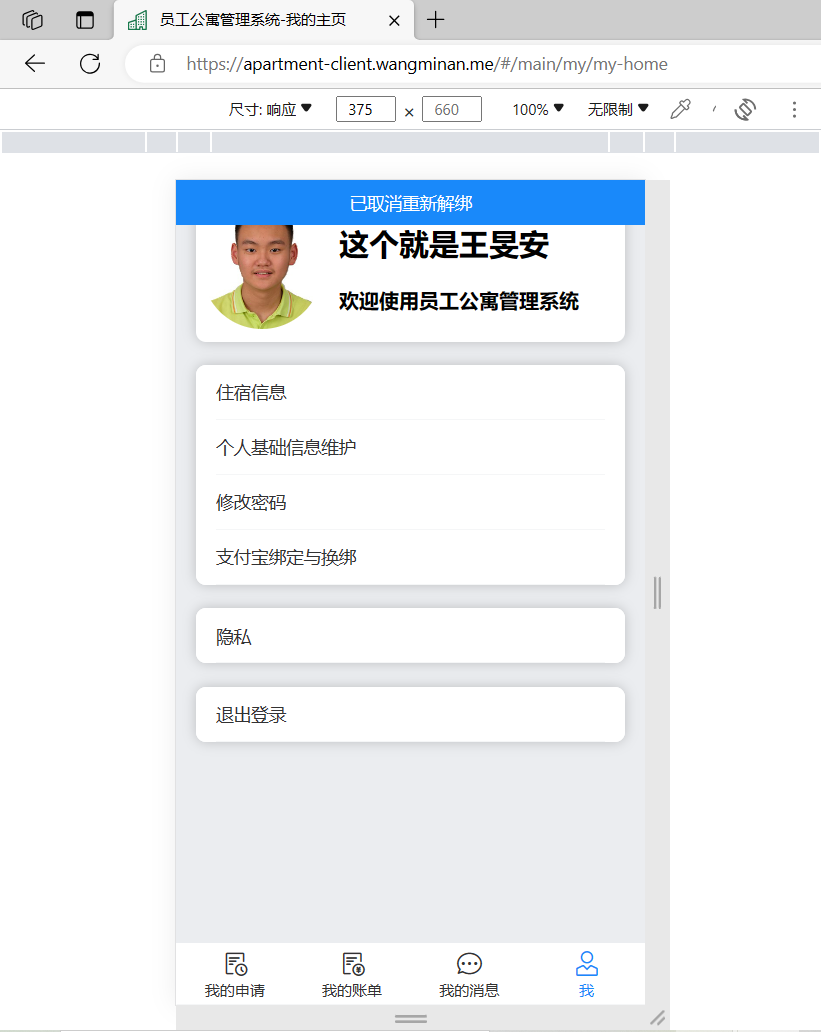 员工公寓管理系统-我的主页
https://apartment-client.wangminan.me/#/main/my/my-home
尺寸: 响应 375 × 660 100% 无限制
已取消重新解绑
这个就是王旻安
欢迎使用员工公寓管理系统
住宿信息
个人基础信息维护
修改密码
支付宝绑定与换绑
隐私
退出登录
我的申请 我的账单 我的消息 我